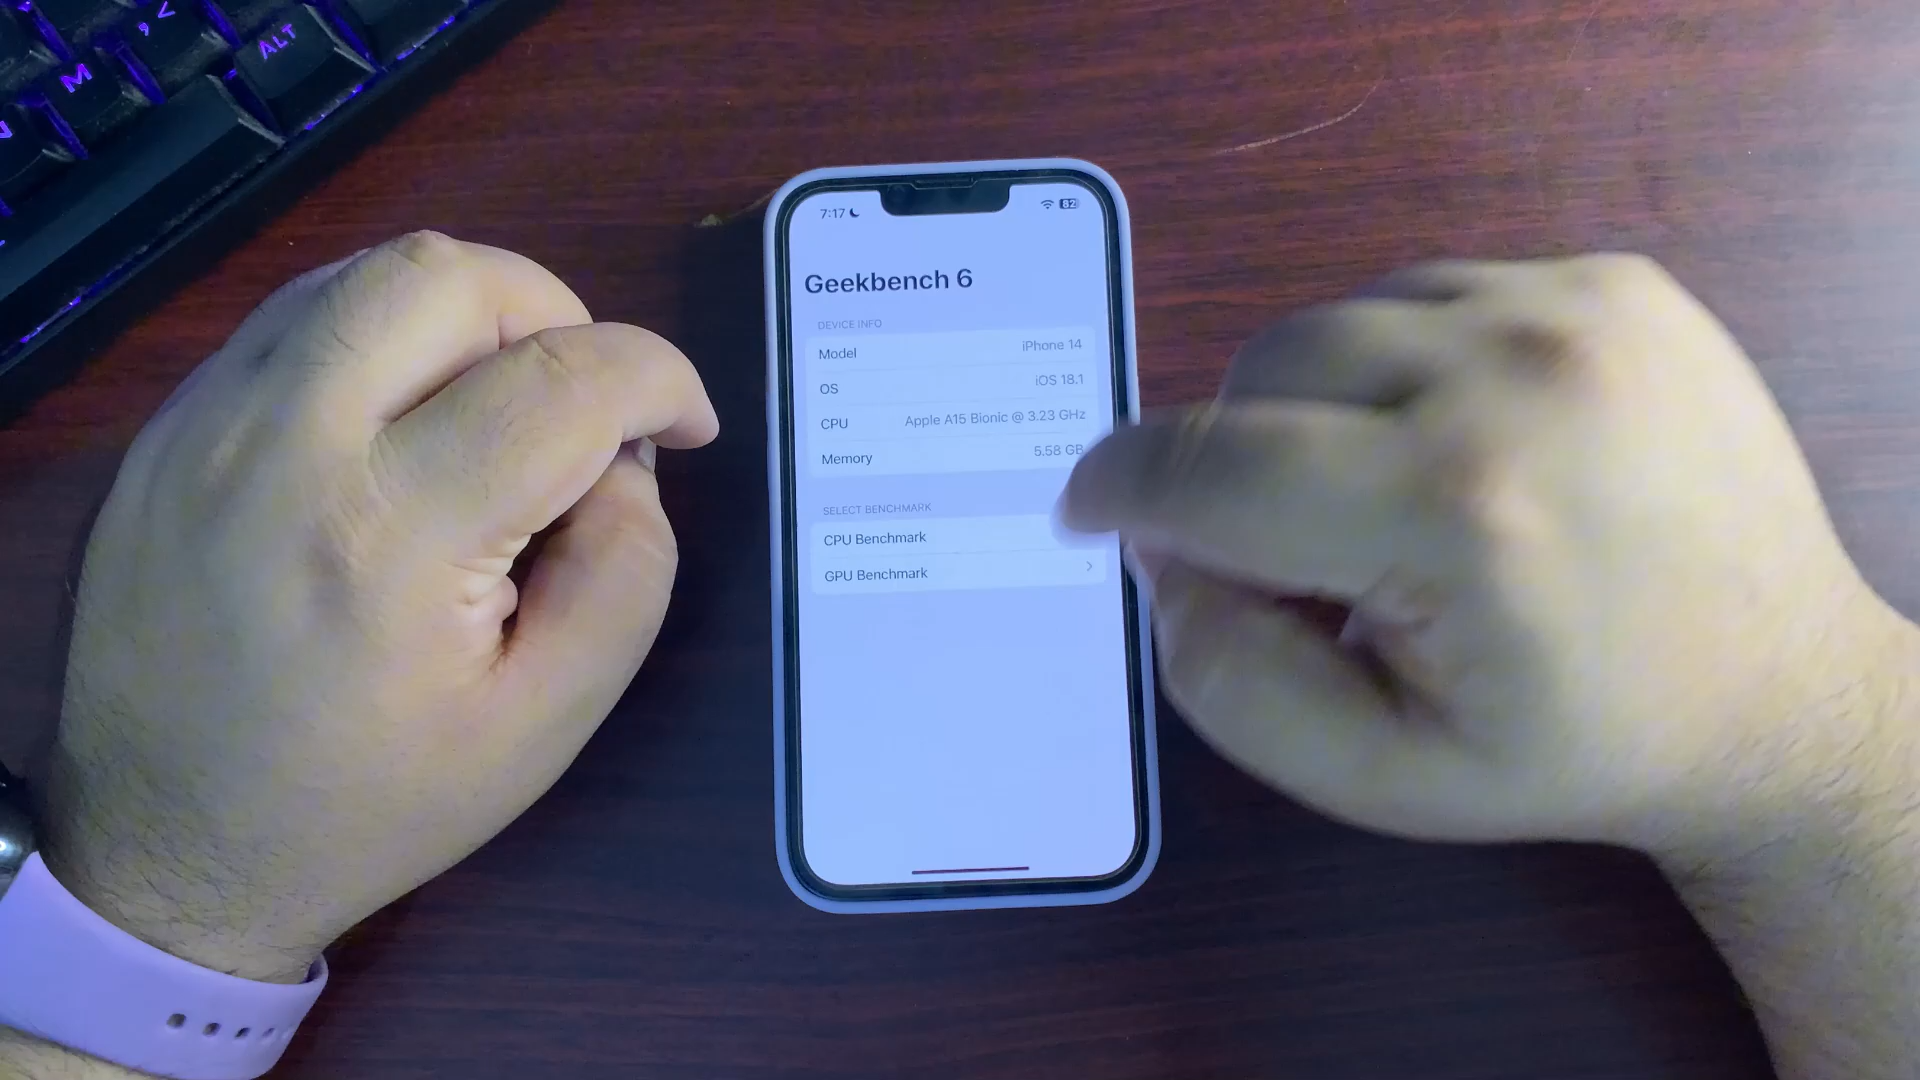 , <
ALT
M
N
7:17
82
Geekbench 6
DEVICE INFO
Model iPhone 14
OS iOS 18.1
CPU Apple A15 Bionic @ 3.23 GHz
Memory 5.58 GB
SELECT BENCHMARK
CPU Benchmark
GPU Benchmark